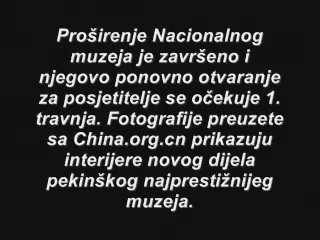 Proširenje Nacionalnog
muzeja je završeno i
njegovo ponovno otvaranje
za posjetitelje se očekuje 1.
travnja. Fotografije preuzete
sa China.org.cn prikazuju
interijere novog dijela
pekinškog najprestižnijeg
muzeja.